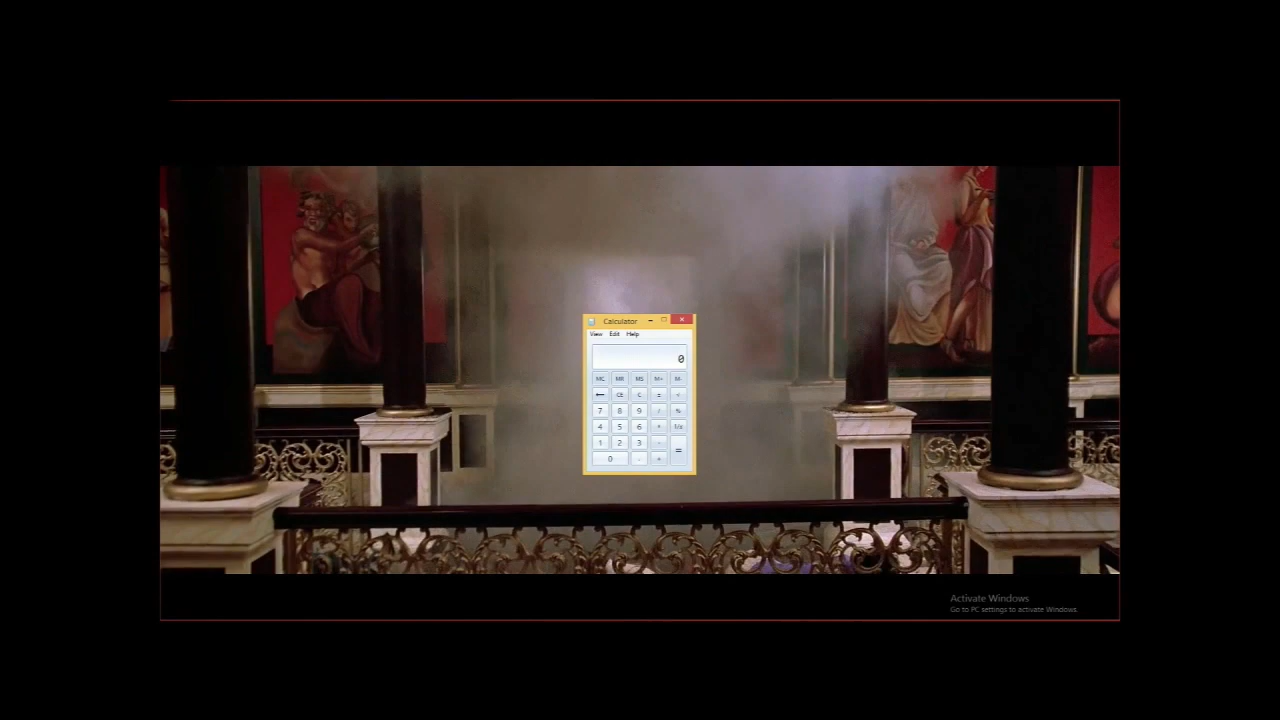 Calculator
View Edit Help
0
MC MR MS M+ M-
← CE C ± √
7 8 9 / %
4 5 6 * 1/x
1 2 3 - =
0 . +
Activate Windows
Go to PC settings to activate Windows.